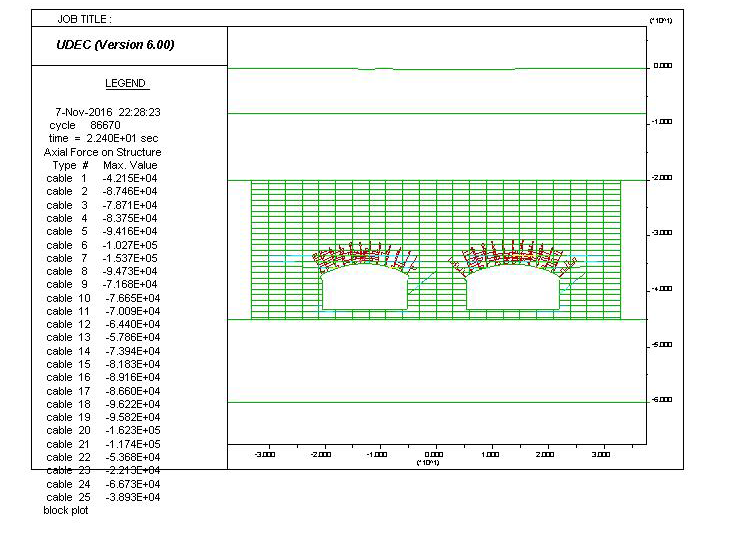 JOB TITLE :
UDEC (Version 6.00)
LEGEND
7-Nov-2016 22:28:23
cycle 86670
time = 2.240E+01 sec
Axial Force on Structure
Type # Max. Value
cable 1 -4.215E+04
cable 2 -8.746E+04
cable 3 -7.871E+04
cable 4 -8.375E+04
cable 5 -9.416E+04
cable 6 -1.027E+05
cable 7 -1.537E+05
cable 8 -9.473E+04
cable 9 -7.168E+04
cable 10 -7.665E+04
cable 11 -7.009E+04
cable 12 -6.440E+04
cable 13 -5.786E+04
cable 14 -7.394E+04
cable 15 -8.183E+04
cable 16 -8.916E+04
cable 17 -8.660E+04
cable 18 -9.622E+04
cable 19 -9.582E+04
cable 20 -1.623E+05
cable 21 -1.174E+05
cable 22 -5.368E+04
cable 23 -2.213E+04
cable 24 -6.673E+04
cable 25 -3.893E+04
block plot
(*10^1)
0.000
-1.000
-2.000
-3.000
-4.000
-5.000
-6.000
-3.000 -2.000 -1.000 0.000 1.000 2.000 3.000
(*10^1)